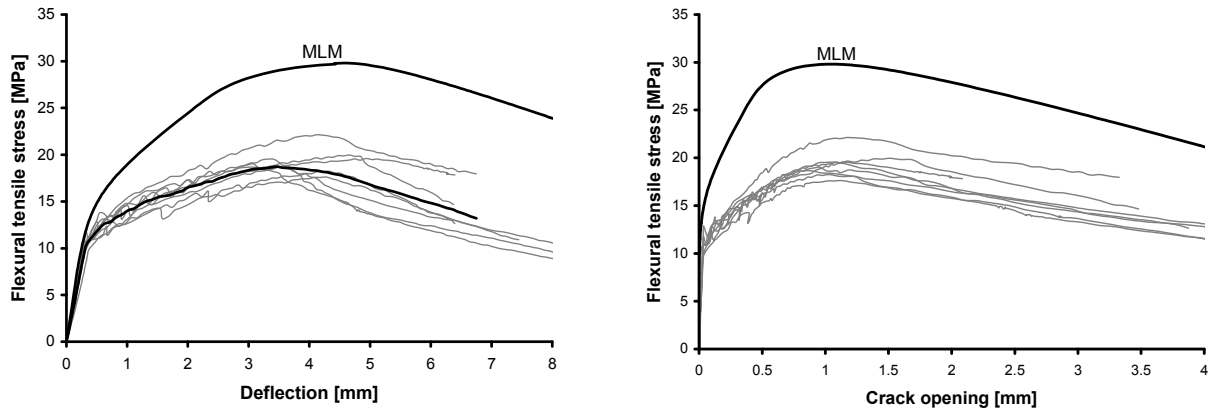 Flexural tensile stress [MPa]
35
30
25
20
15
10
5
0
MLM
0 1 2 3 4 5 6 7 8
Deflection [mm]
Flexural tensile stress [MPa]
35
30
25
20
15
10
5
0
MLM
0 0.5 1 1.5 2 2.5 3 3.5 4
Crack opening [mm]